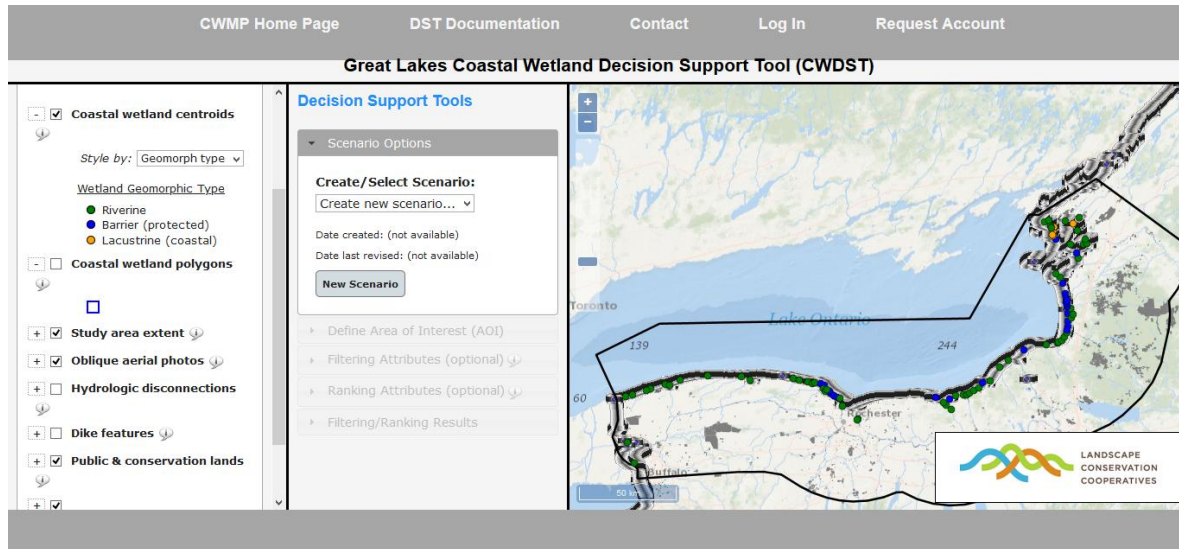 CWMP Home Page DST Documentation Contact Log In Request Account
Great Lakes Coastal Wetland Decision Support Tool (CWDST)
Coastal wetland centroids
Style by: Geomorph type
Wetland Geomorphic Type
Riverine
Barrier (protected)
Lacustrine (coastal)
Coastal wetland polygons
Study area extent
Oblique aerial photos
Hydrologic disconnections
Dike features
Public & conservation lands
Decision Support Tools
Scenario Options
Create/Select Scenario:
Create new scenario...
Date created: (not available)
Date last revised: (not available)
New Scenario
Define Area of Interest (AOI)
Filtering Attributes (optional)
Ranking Attributes (optional)
Filtering/Ranking Results
+
−
Toronto
Lake Ontario
139
244
60
Rochester
Buffalo
50 km
LANDSCAPE
CONSERVATION
COOPERATIVES